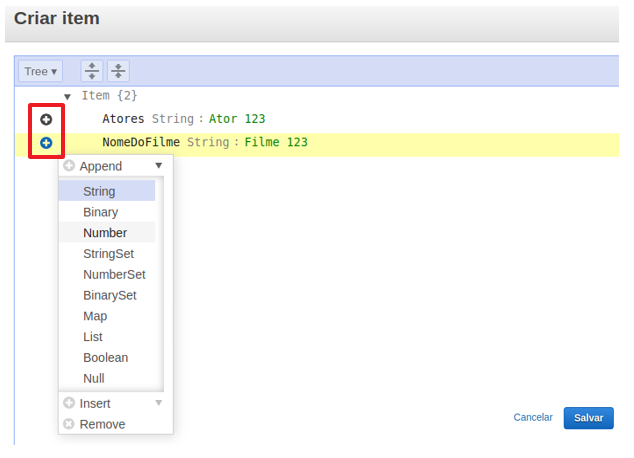 Criar item
Tree ▾
Item {2}
Atores String : Ator 123
NomeDoFilme String : Filme 123
Append
String
Binary
Number
StringSet
NumberSet
BinarySet
Map
List
Boolean
Null
Insert
Remove
Cancelar Salvar